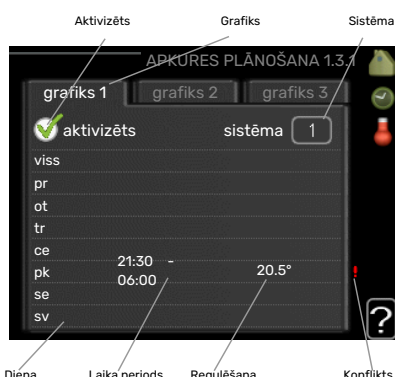 Aktivizēts Grafiks Sistēma
APKURES PLĀNOŠANA 1.3.1
grafiks 1 grafiks 2 grafiks 3
aktivizēts sistēma 1
viss
pr
ot
tr
ce
21:30 -
pk 20.5°
06:00
se
sv
?
Diena Laika periods Regulēšana Konflikts